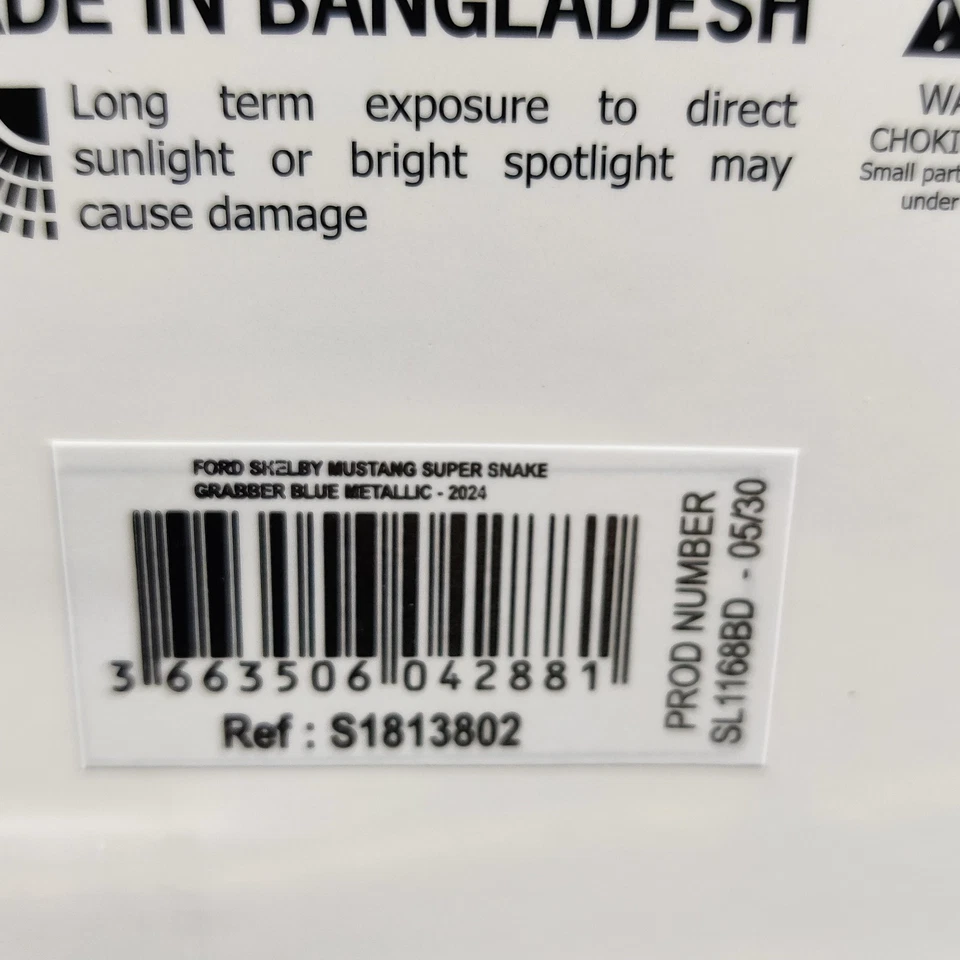 ADE IN BANGLADESH
Long term exposure to direct
sunlight or bright spotlight may
cause damage
WA
CHOKI
Small part
under
FORD SHELBY MUSTANG SUPER SNAKE
GRABBER BLUE METALLIC - 2024
3 663506 042881
Ref : S1813802
PROD NUMBER
SL1168BD - 05/30